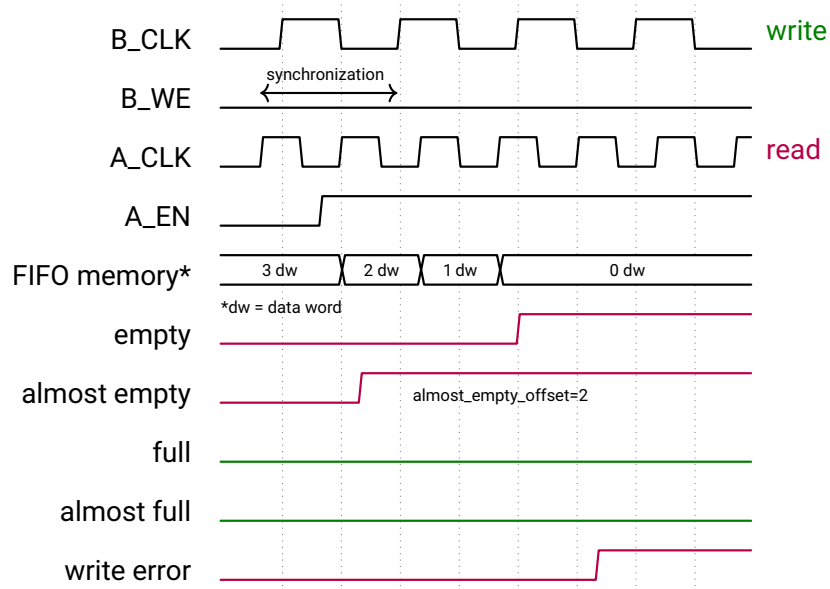 B_CLK write
synchronization
B_WE
A_CLK read
A_EN
FIFO memory* 3 dw 2 dw 1 dw 0 dw
*dw = data word
empty
almost empty almost_empty_offset=2
full
almost full
write error